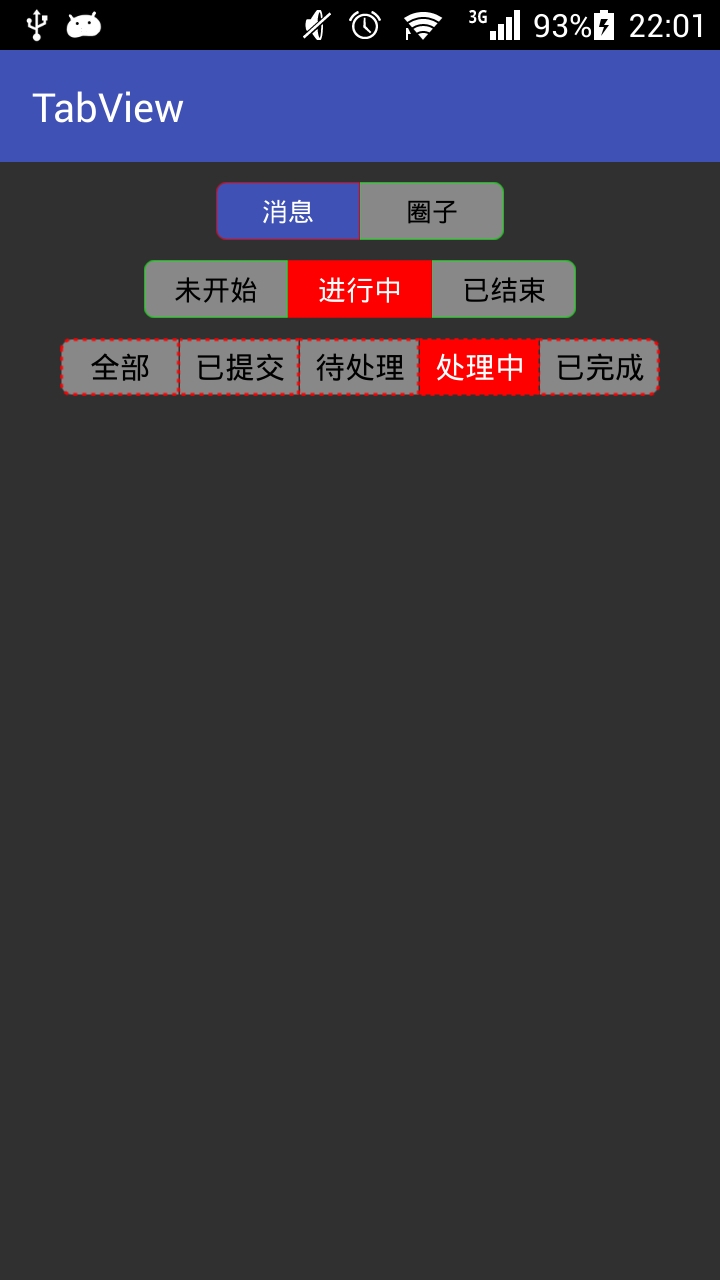 3G 93% 22:01
TabView
消息 圈子
未开始 进行中 已结束
全部 已提交 待处理 处理中 已完成